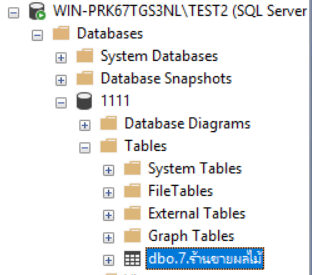 WIN-PRK67TGS3NL\TEST2 (SQL Server
Databases
System Databases
Database Snapshots
1111
Database Diagrams
Tables
System Tables
FileTables
External Tables
Graph Tables
dbo.7.ร้านขายผลไม้